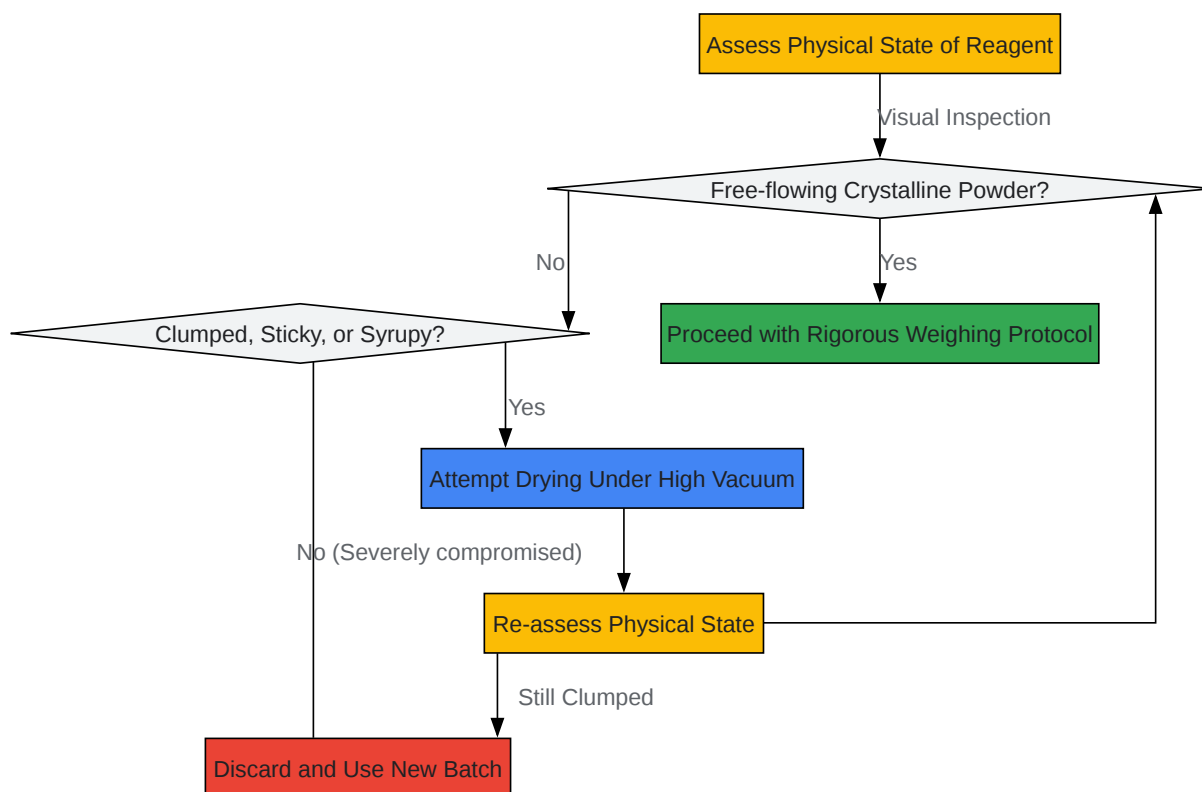 Assess Physical State of Reagent
Visual Inspection
Free-flowing Crystalline Powder?
No
Yes
Clumped, Sticky, or Syrupy?
Proceed with Rigorous Weighing Protocol
Yes
Attempt Drying Under High Vacuum
No (Severely compromised)
Re-assess Physical State
Still Clumped
Discard and Use New Batch